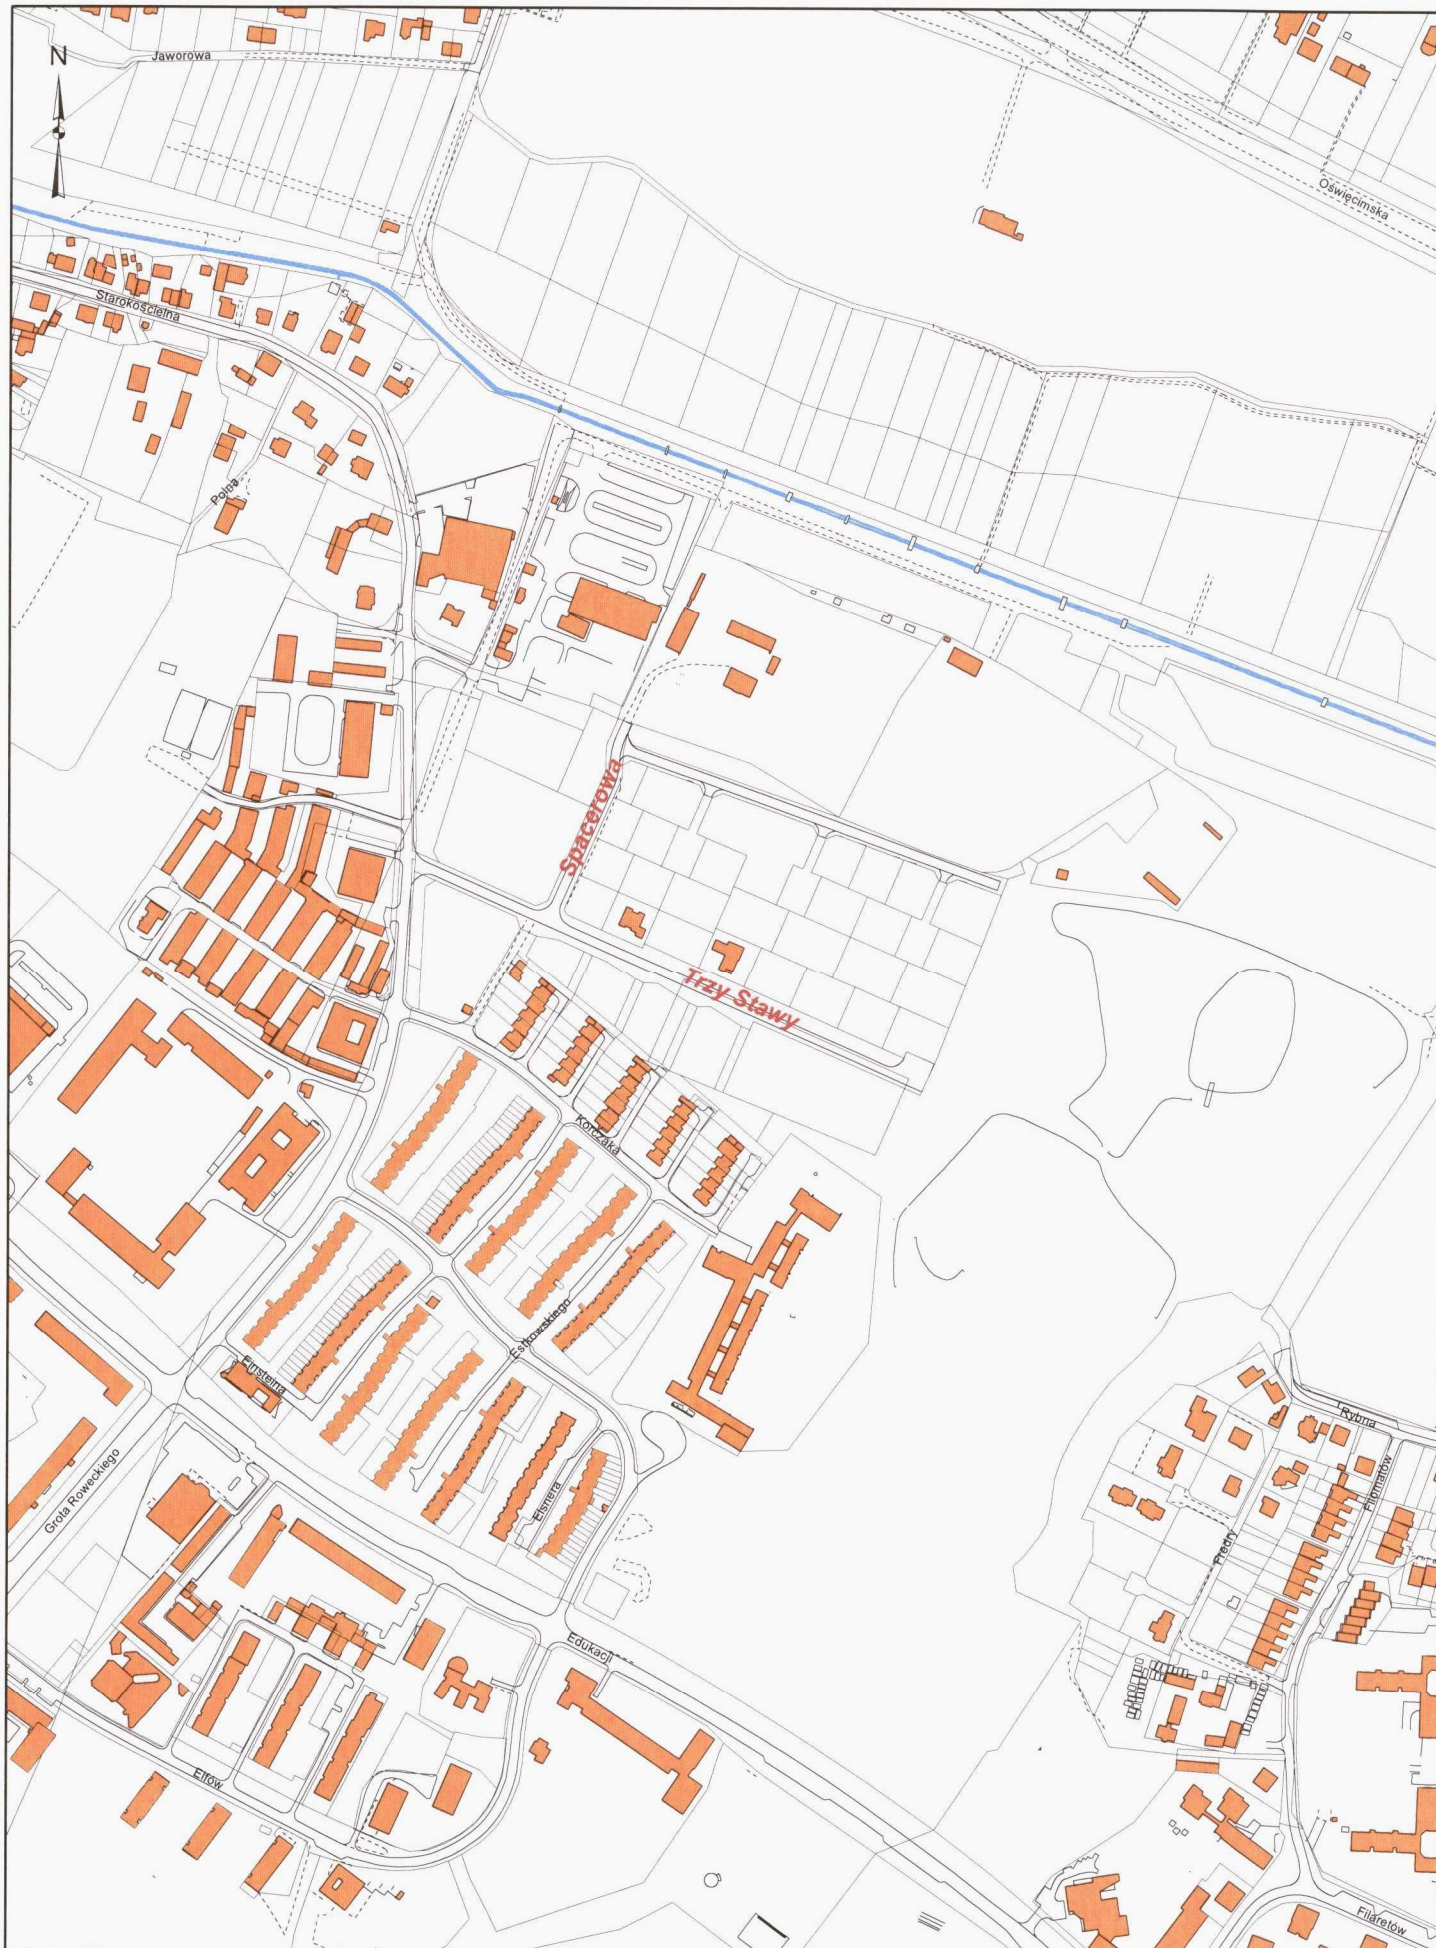 N
Jaworowa
Oświęcimska
Starokościelna
Polna
Spacerowa
Trzy Stawy
Korczaka
Estkowskiego
Einsteina
Rybna
Filomatów
Grota Roweckiego
Elsnera
Fredry
Edukacji
Elfów
Filaretów